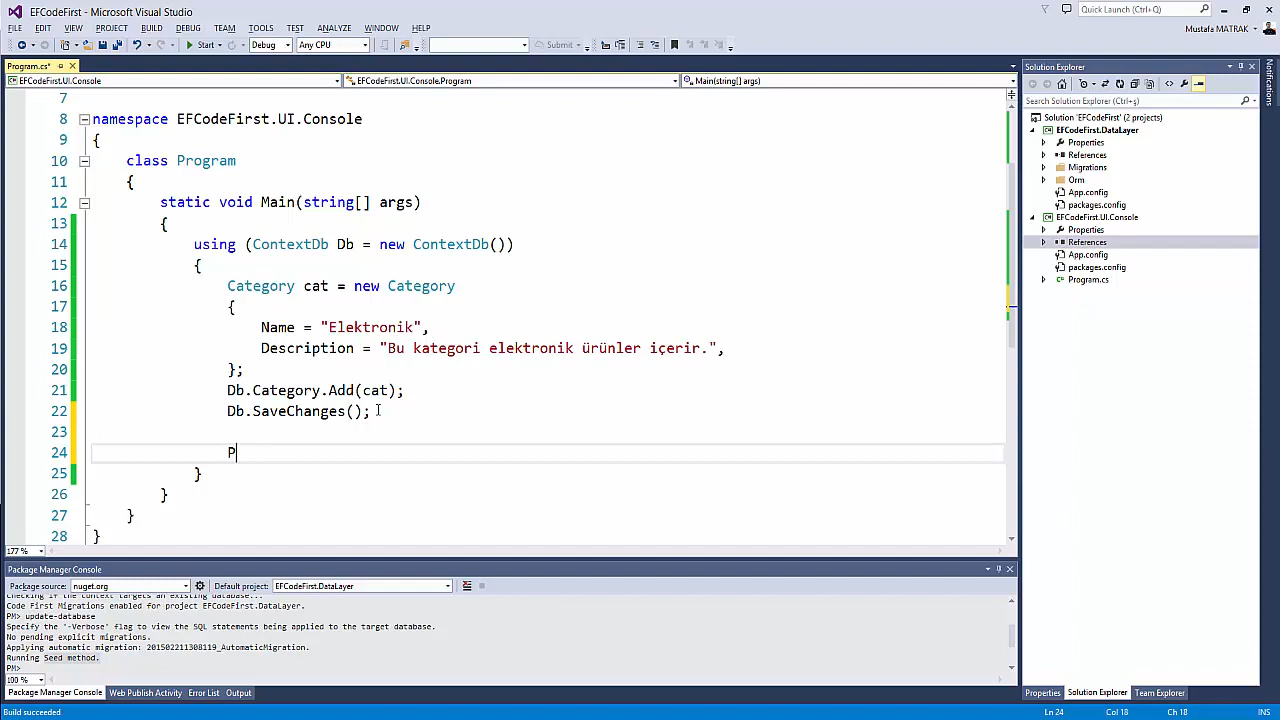 EFCodeFirst - Microsoft Visual Studio
Quick Launch (Ctrl+Q)
FILE EDIT VIEW PROJECT BUILD DEBUG TEAM TOOLS TEST ANALYZE WINDOW HELP
Mustafa MATRAK
Start Debug Any CPU Submit
Program.cs*
EFCodeFirst.UI.Console EFCodeFirst.UI.Console.Program Main(string[] args)
7
8 namespace EFCodeFirst.UI.Console
9 {
10 class Program
11 {
12 static void Main(string[] args)
13 {
14 using (ContextDb Db = new ContextDb())
15 {
16 Category cat = new Category
17 {
18 Name = "Elektronik",
19 Description = "Bu kategori elektronik ürünler içerir.",
20 };
21 Db.Category.Add(cat);
22 Db.SaveChanges();
23
24 P
25 }
26 }
27 }
28 }
177 %
Package Manager Console
Package source: nuget.org Default project: EFCodeFirst.DataLayer
Checking if the context targets an existing database...
Code First Migrations enabled for project EFCodeFirst.DataLayer.
PM> update-database
Specify the '-Verbose' flag to view the SQL statements being applied to the target database.
No pending explicit migrations.
Applying automatic migration: 201502211308119_AutomaticMigration.
Running Seed method.
PM>
100 %
Package Manager Console Web Publish Activity Error List Output
Solution Explorer
Search Solution Explorer (Ctrl+ş)
Solution 'EFCodeFirst' (2 projects)
EFCodeFirst.DataLayer
Properties
References
Migrations
Orm
App.config
packages.config
EFCodeFirst.UI.Console
Properties
References
App.config
packages.config
Program.cs
Properties Solution Explorer Team Explorer
Notifications
Build succeeded Ln 24 Col 18 Ch 18 INS